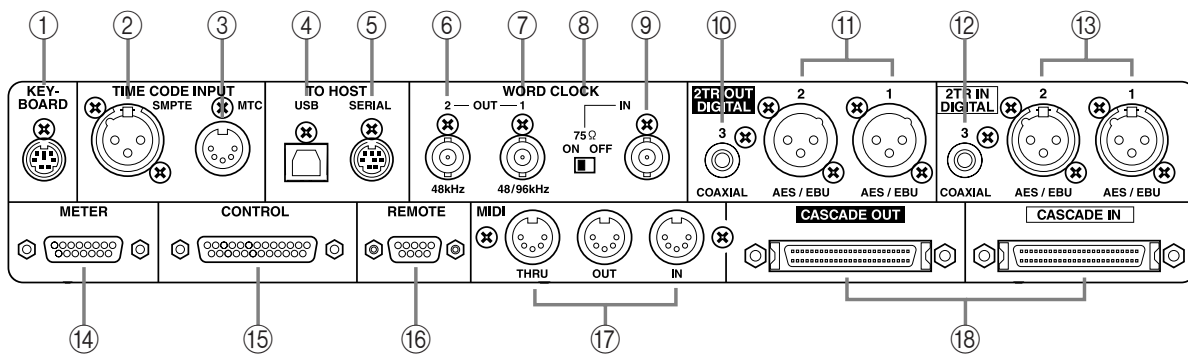 ① ② ③ ④ ⑤ ⑥ ⑦ ⑧ ⑨ ⑩ ⑪ ⑫ ⑬
KEY-
BOARD
TIME CODE INPUT
SMPTE MTC
TO HOST
USB SERIAL
WORD CLOCK
2 OUT 1 IN
75Ω
ON OFF
48kHz 48/96kHz
2TR OUT
DIGITAL
3 2 1
COAXIAL AES / EBU AES / EBU
2TR IN
DIGITAL
3 2 1
COAXIAL AES / EBU AES / EBU
METER CONTROL REMOTE MIDI CASCADE OUT CASCADE IN
THRU OUT IN
⑭ ⑮ ⑯ ⑰ ⑱